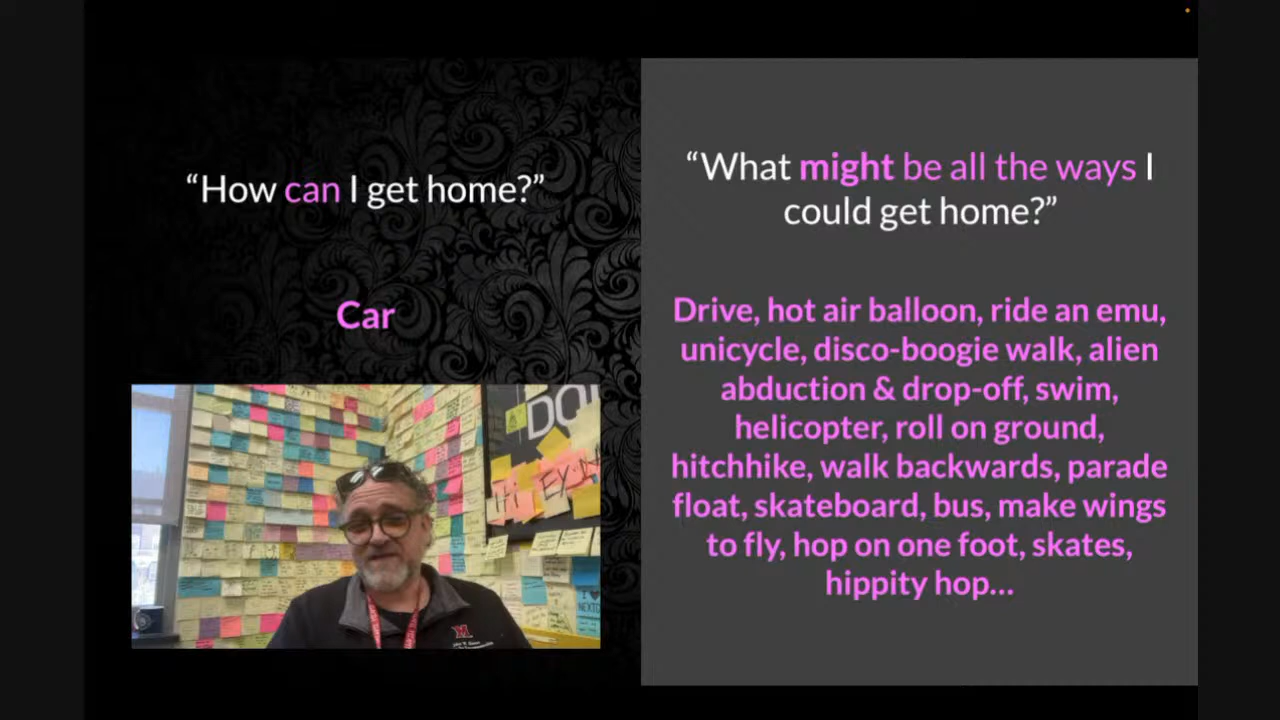 “How can I get home?”
Car
DO
Hi
“What might be all the ways I
could get home?”
Drive, hot air balloon, ride an emu,
unicycle, disco-boogie walk, alien
abduction & drop-off, swim,
helicopter, roll on ground,
hitchhike, walk backwards, parade
float, skateboard, bus, make wings
to fly, hop on one foot, skates,
hippity hop...